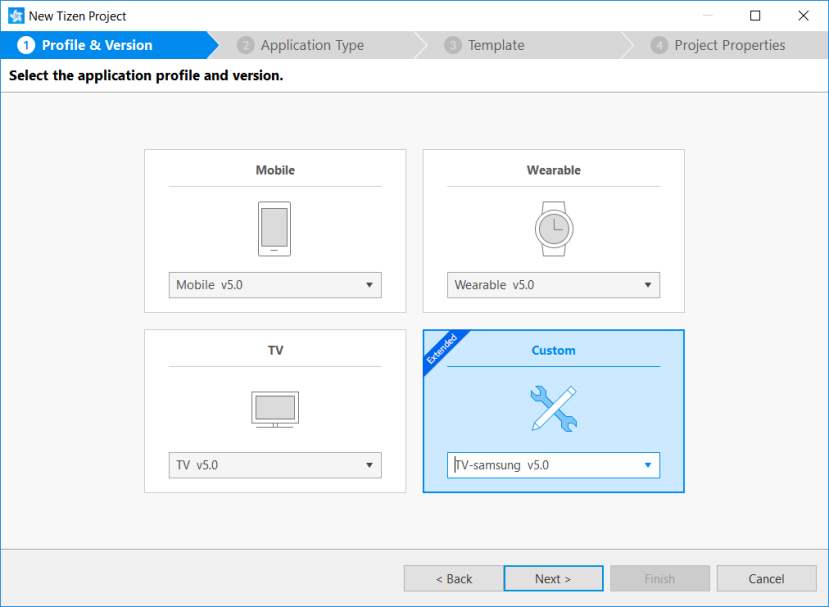 New Tizen Project
1 Profile & Version
2 Application Type
3 Template
4 Project Properties
Select the application profile and version.
Mobile
Wearable
Mobile v5.0
Wearable v5.0
TV
Extended
Custom
TV v5.0
TV-samsung v5.0
< Back
Next >
Finish
Cancel